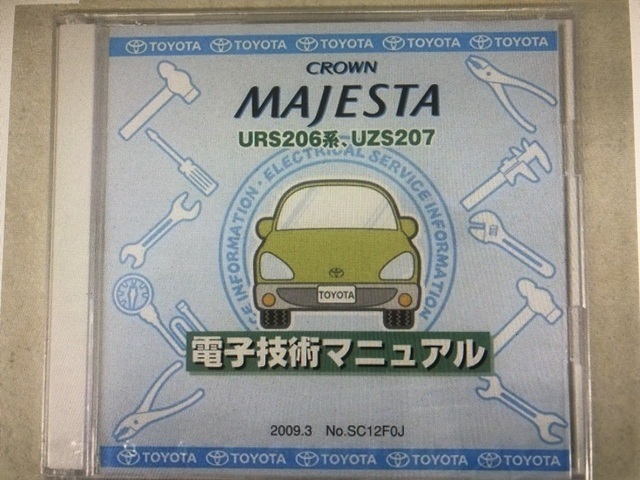 TOYOTA TOYOTA TOYOTA TOYOTA TOYOTA
CROWN
MAJESTA
URS206系、UZS207
INFORMATION・ELECTRICAL SERVICE INFORMATION
TOYOTA
電子技術マニュアル
2009.3 No.SC12F0J
TOYOTA TOYOTA TOYOTA TOYOTA TOYOTA